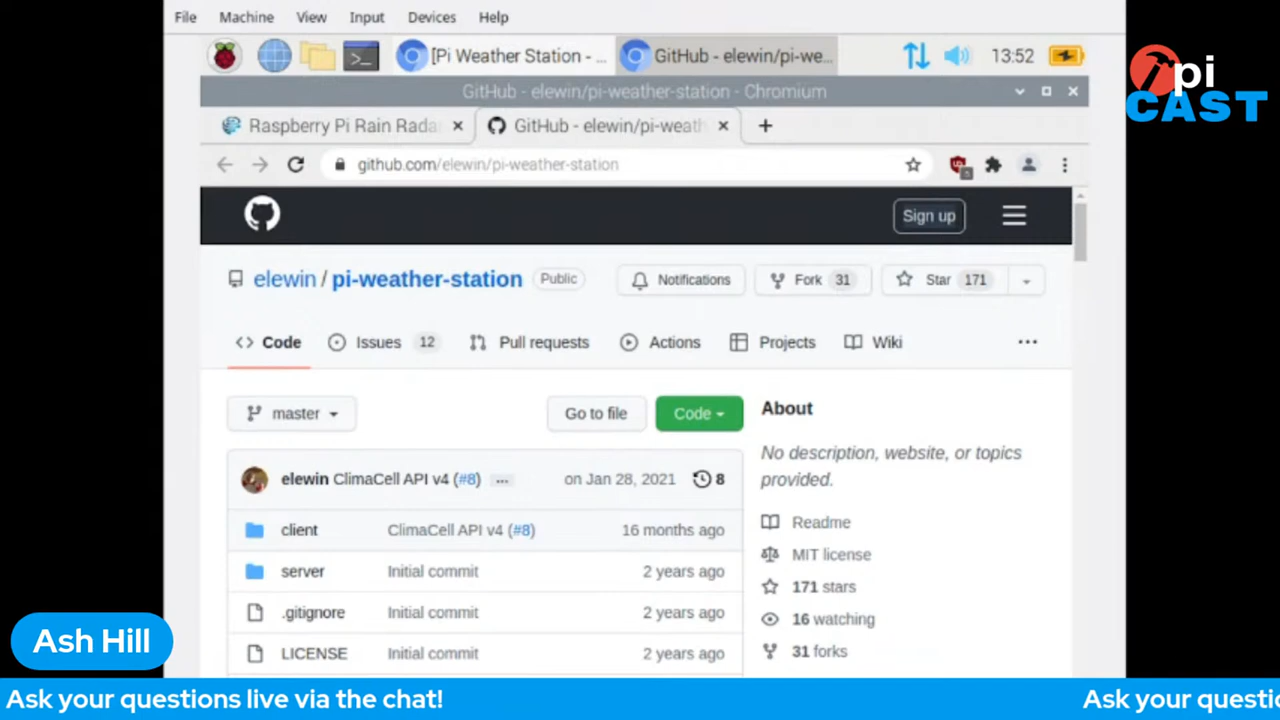 File Machine View Input Devices Help
[Pi Weather Station - ... GitHub - elewin/pi-we... 13:52
GitHub - elewin/pi-weather-station - Chromium
Raspberry Pi Rain Rada GitHub - elewin/pi-weath
github.com/elewin/pi-weather-station
Sign up
elewin / pi-weather-station Public Notifications Fork 31 Star 171
Code Issues 12 Pull requests Actions Projects Wiki ...
master Go to file Code About
No description, website, or topics
provided.
elewin ClimaCell API v4 (#8) ... on Jan 28, 2021 8
Readme
client ClimaCell API v4 (#8) 16 months ago
MIT license
server Initial commit 2 years ago
171 stars
.gitignore Initial commit 2 years ago
16 watching
LICENSE Initial commit 2 years ago
31 forks
pi
CAST
Ash Hill
Ask your questions live via the chat! Ask your questio